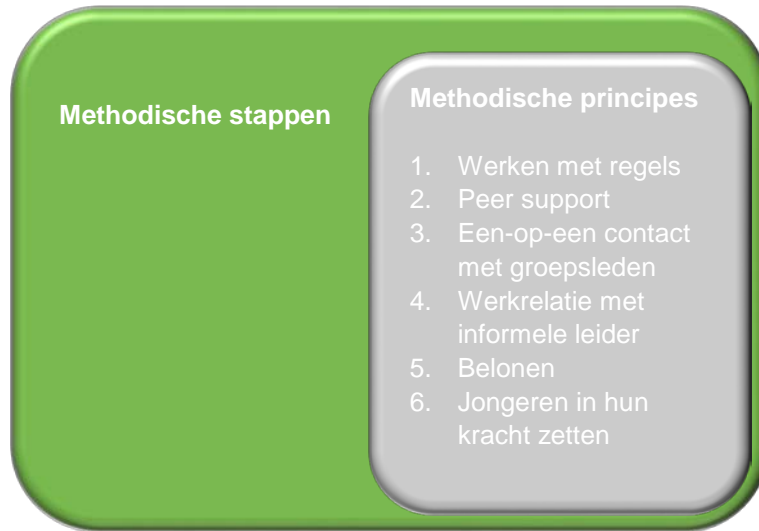 Methodische stappen
Methodische principes
1. Werken met regels
2. Peer support
3. Een-op-een contact
met groepsleden
4. Werkrelatie met
informele leider
5. Belonen
6. Jongeren in hun
kracht zetten